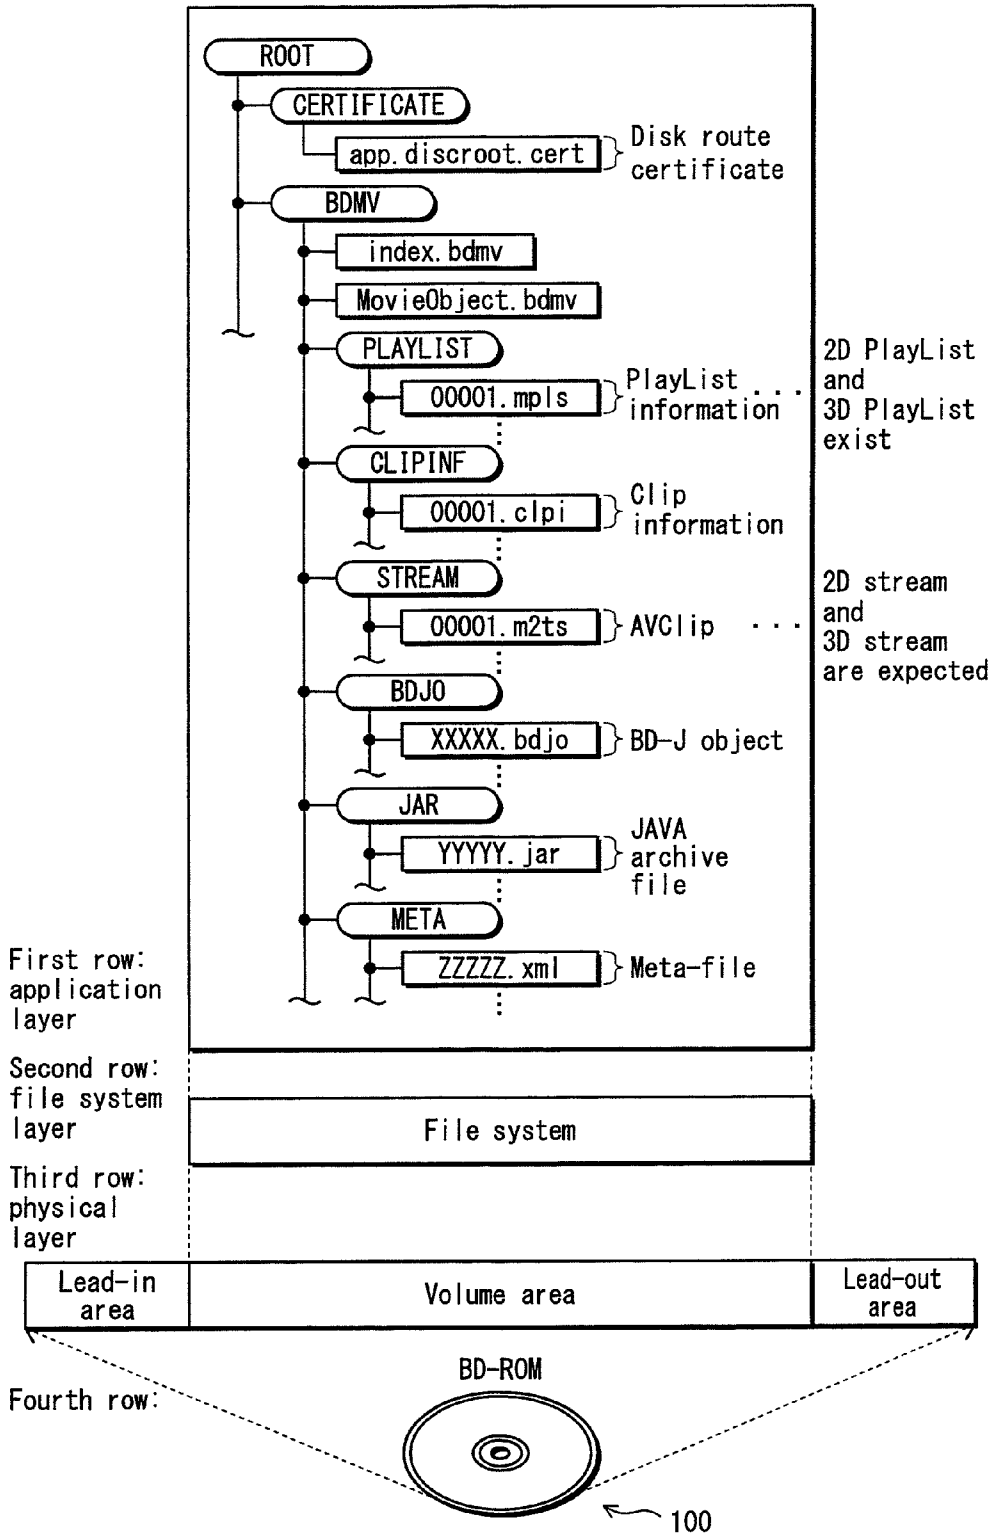 ROOT
CERTIFICATE
app.discroot.cert
Disk route
certificate
BDMV
index.bdmv
MovieObject.bdmv
PLAYLIST
00001.mpls
PlayList
information
2D PlayList
and
3D PlayList
exist
CLIPINF
00001.clpi
Clip
information
STREAM
00001.m2ts
AVClip
2D stream
and
3D stream
are expected
BDJO
XXXXX.bdjo
BD-J object
JAR
YYYYY.jar
JAVA
archive
file
META
ZZZZZ.xml
Meta-file
First row:
application
layer
Second row:
file system
layer
File system
Third row:
physical
layer
Lead-in
area
Volume area
Lead-out
area
BD-ROM
Fourth row:
100